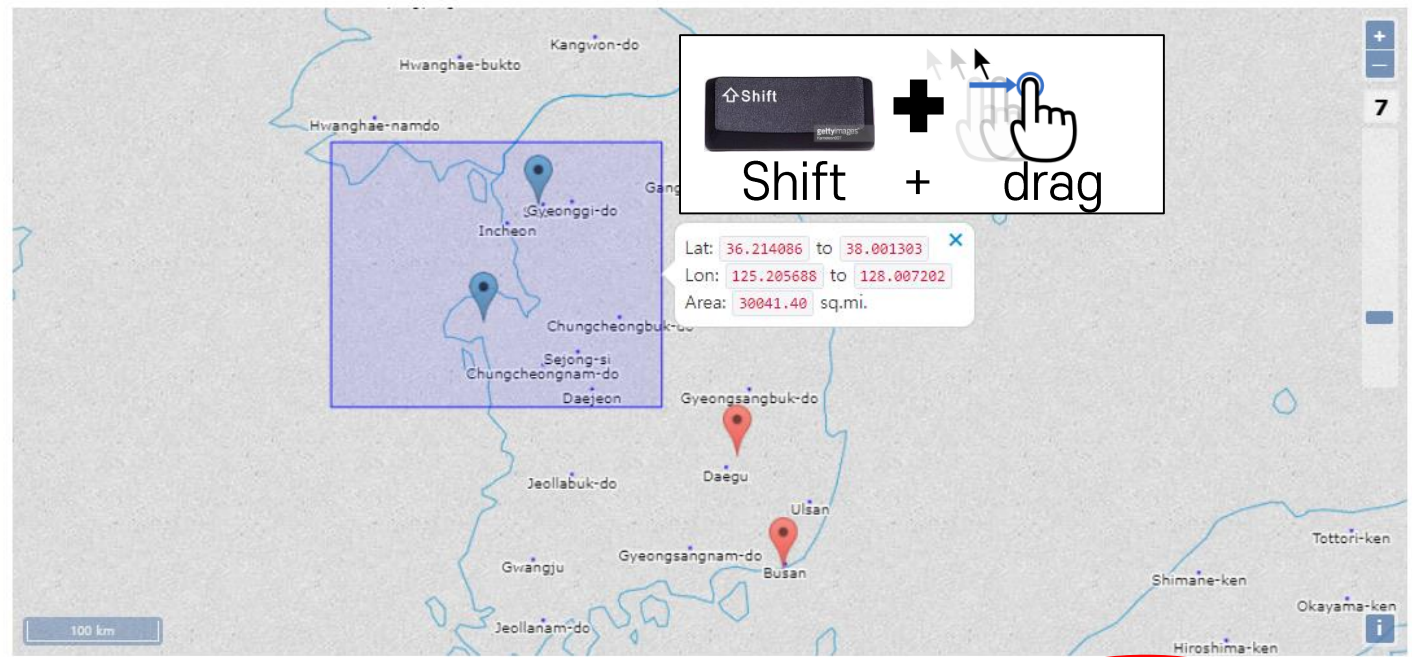 Kangwon-do
Hwanghae-bukto
+
–
7
Hwanghae-namdo
Shift
gettyimages
Shift + drag
Gang
Gyeonggi-do
Incheon
Lat: 36.214086 to 38.001303
Lon: 125.205688 to 128.007202
Area: 30041.40 sq.mi.
Chungcheongbuk-do
Sejong-si
Chungcheongnam-do
Daejeon
Gyeongsangbuk-do
Daegu
Jeollabuk-do
Ulsan
Tottori-ken
Gyeongsangnam-do
Gwangju
Busan
Shimane-ken
Okayama-ken
Jeollanam-do
100 km
i
Hiroshima-ken